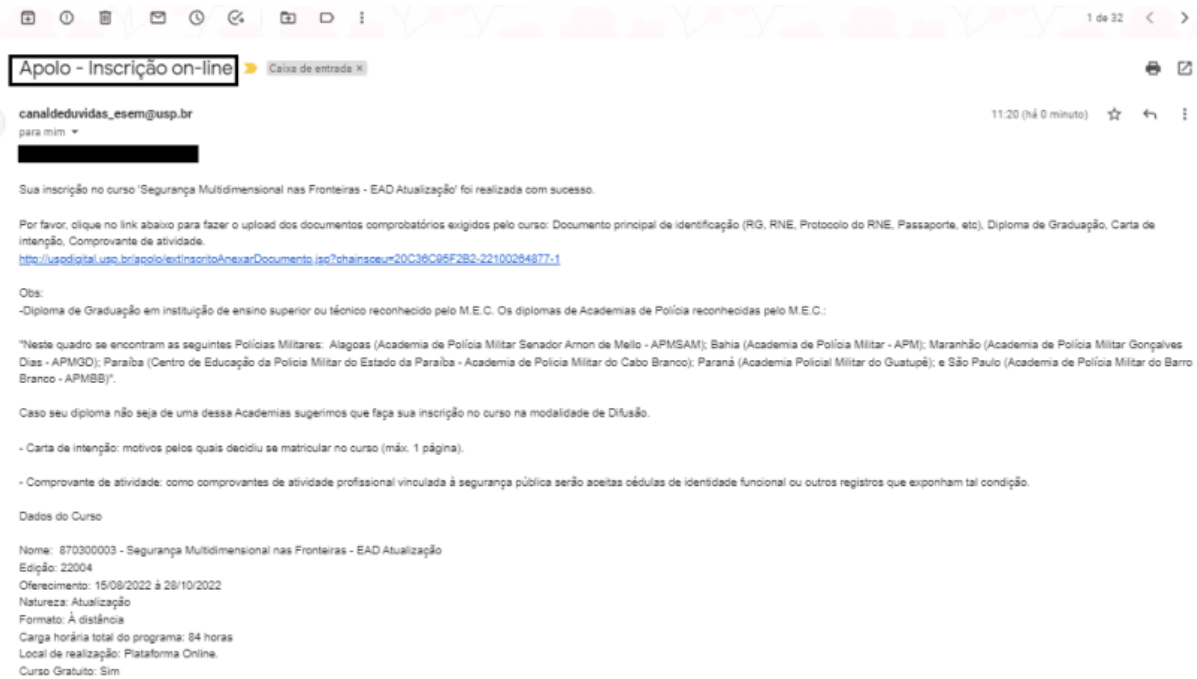 1 de 32
Apolo - Inscrição on-line
Caixa de entrada ×
canaldeduvidas_esem@usp.br
11:20 (há 0 minuto)
para mim
Sua inscrição no curso 'Segurança Multidimensional nas Fronteiras - EAD Atualização' foi realizada com sucesso.
Por favor, clique no link abaixo para fazer o upload dos documentos comprobatórios exigidos pelo curso: Documento principal de identificação (RG, RNE, Protocolo do RNE, Passaporte, etc), Diploma de Graduação, Carta de
intenção, Comprovante de atividade.
http://uspdigital.usp.br/apolo/extInscritoAnexarDocumento.jsp?chainsceu=20C36C95F2B2-22100264877-1
Obs:
-Diploma de Graduação em instituição de ensino superior ou técnico reconhecido pelo M.E.C. Os diplomas de Academias de Polícia reconhecidas pelo M.E.C.:
"Neste quadro se encontram as seguintes Polícias Militares: Alagoas (Academia de Polícia Militar Senador Arnon de Mello - APMSAM); Bahia (Academia de Polícia Militar - APM); Maranhão (Academia de Polícia Militar Gonçalves
Dias - APMGD); Paraíba (Centro de Educação da Policia Militar do Estado da Paraíba - Academia de Policia Militar do Cabo Branco); Paraná (Academia Policial Militar do Guatupê); e São Paulo (Academia de Polícia Militar do Barro
Branco - APMBB)".
Caso seu diploma não seja de uma dessa Academias sugerimos que faça sua inscrição no curso na modalidade de Difusão.
- Carta de intenção: motivos pelos quais decidiu se matricular no curso (máx. 1 página).
- Comprovante de atividade: como comprovantes de atividade profissional vinculada à segurança pública serão aceitas cédulas de identidade funcional ou outros registros que exponham tal condição.
Dados do Curso
Nome: 870300003 - Segurança Multidimensional nas Fronteiras - EAD Atualização
Edição: 22004
Oferecimento: 15/08/2022 à 28/10/2022
Natureza: Atualização
Formato: À distância
Carga horária total do programa: 84 horas
Local de realização: Plataforma Online.
Curso Gratuito: Sim